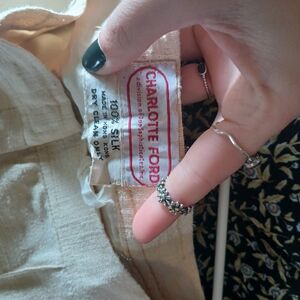 CHARLOTTE FORD
100% SILK
MADE IN HONG KONG
DRY CLEAN ONLY